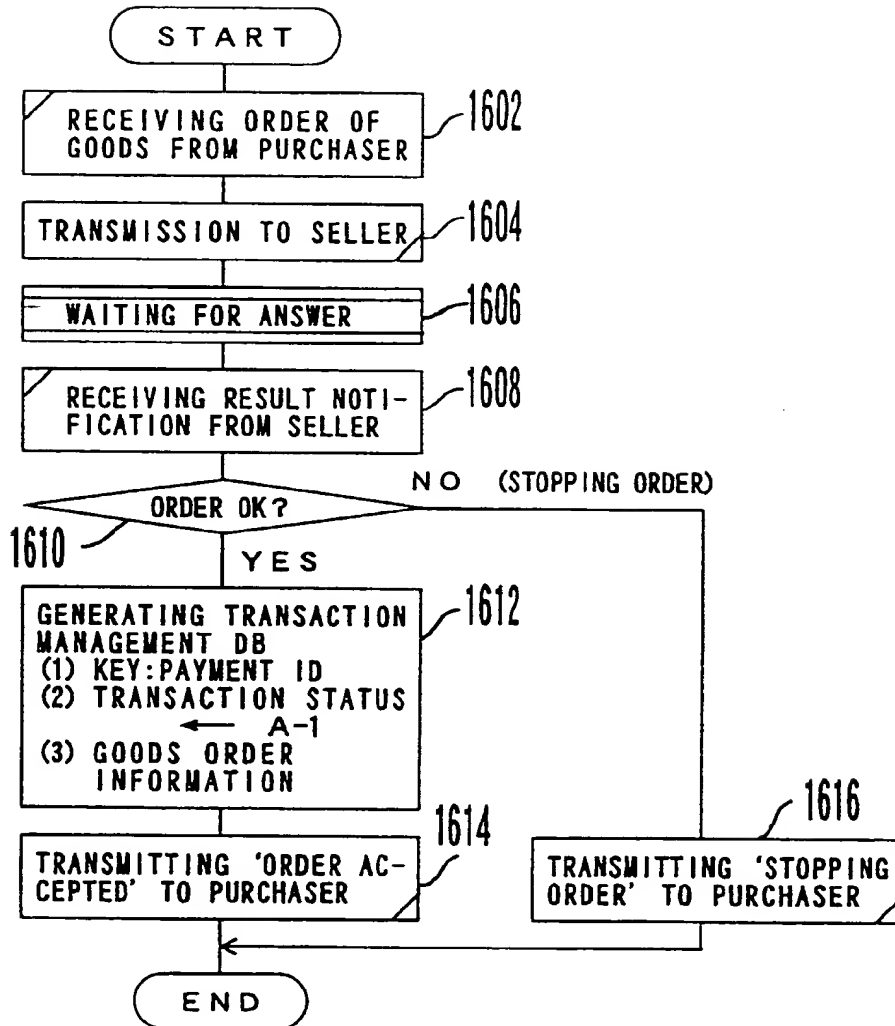 START
RECEIVING ORDER OF
GOODS FROM PURCHASER
1602
TRANSMISSION TO SELLER
1604
WAITING FOR ANSWER
1606
RECEIVING RESULT NOTI-
FICATION FROM SELLER
1608
NO (STOPPING ORDER)
ORDER OK?
1610
YES
GENERATING TRANSACTION
MANAGEMENT DB
(1) KEY:PAYMENT ID
(2) TRANSACTION STATUS
← A-1
(3) GOODS ORDER
INFORMATION
1612
TRANSMITTING 'ORDER AC-
CEPTED' TO PURCHASER
1614
TRANSMITTING 'STOPPING
ORDER' TO PURCHASER
1616
END